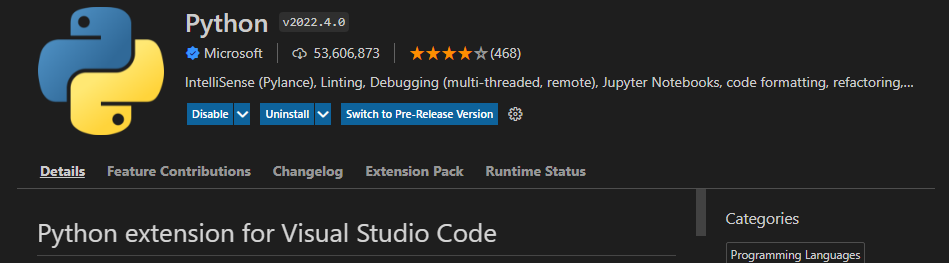 Python v2022.4.0
Microsoft 53,606,873 (468)
IntelliSense (Pylance), Linting, Debugging (multi-threaded, remote), Jupyter Notebooks, code formatting, refactoring,...
Disable Uninstall Switch to Pre-Release Version
Details Feature Contributions Changelog Extension Pack Runtime Status
Python extension for Visual Studio Code
Categories
Programming Languages